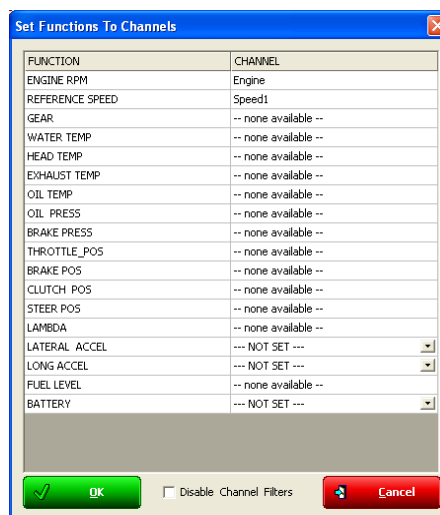 Set Functions To Channels
FUNCTION CHANNEL
ENGINE RPM Engine
REFERENCE SPEED Speed1
GEAR -- none available --
WATER TEMP -- none available --
HEAD TEMP -- none available --
EXHAUST TEMP -- none available --
OIL TEMP -- none available --
OIL PRESS -- none available --
BRAKE PRESS -- none available --
THROTTLE_POS -- none available --
BRAKE POS -- none available --
CLUTCH POS -- none available --
STEER POS -- none available --
LAMBDA -- none available --
LATERAL ACCEL --- NOT SET ---
LONG ACCEL --- NOT SET ---
FUEL LEVEL -- none available --
BATTERY --- NOT SET ---
OK Disable Channel Filters Cancel